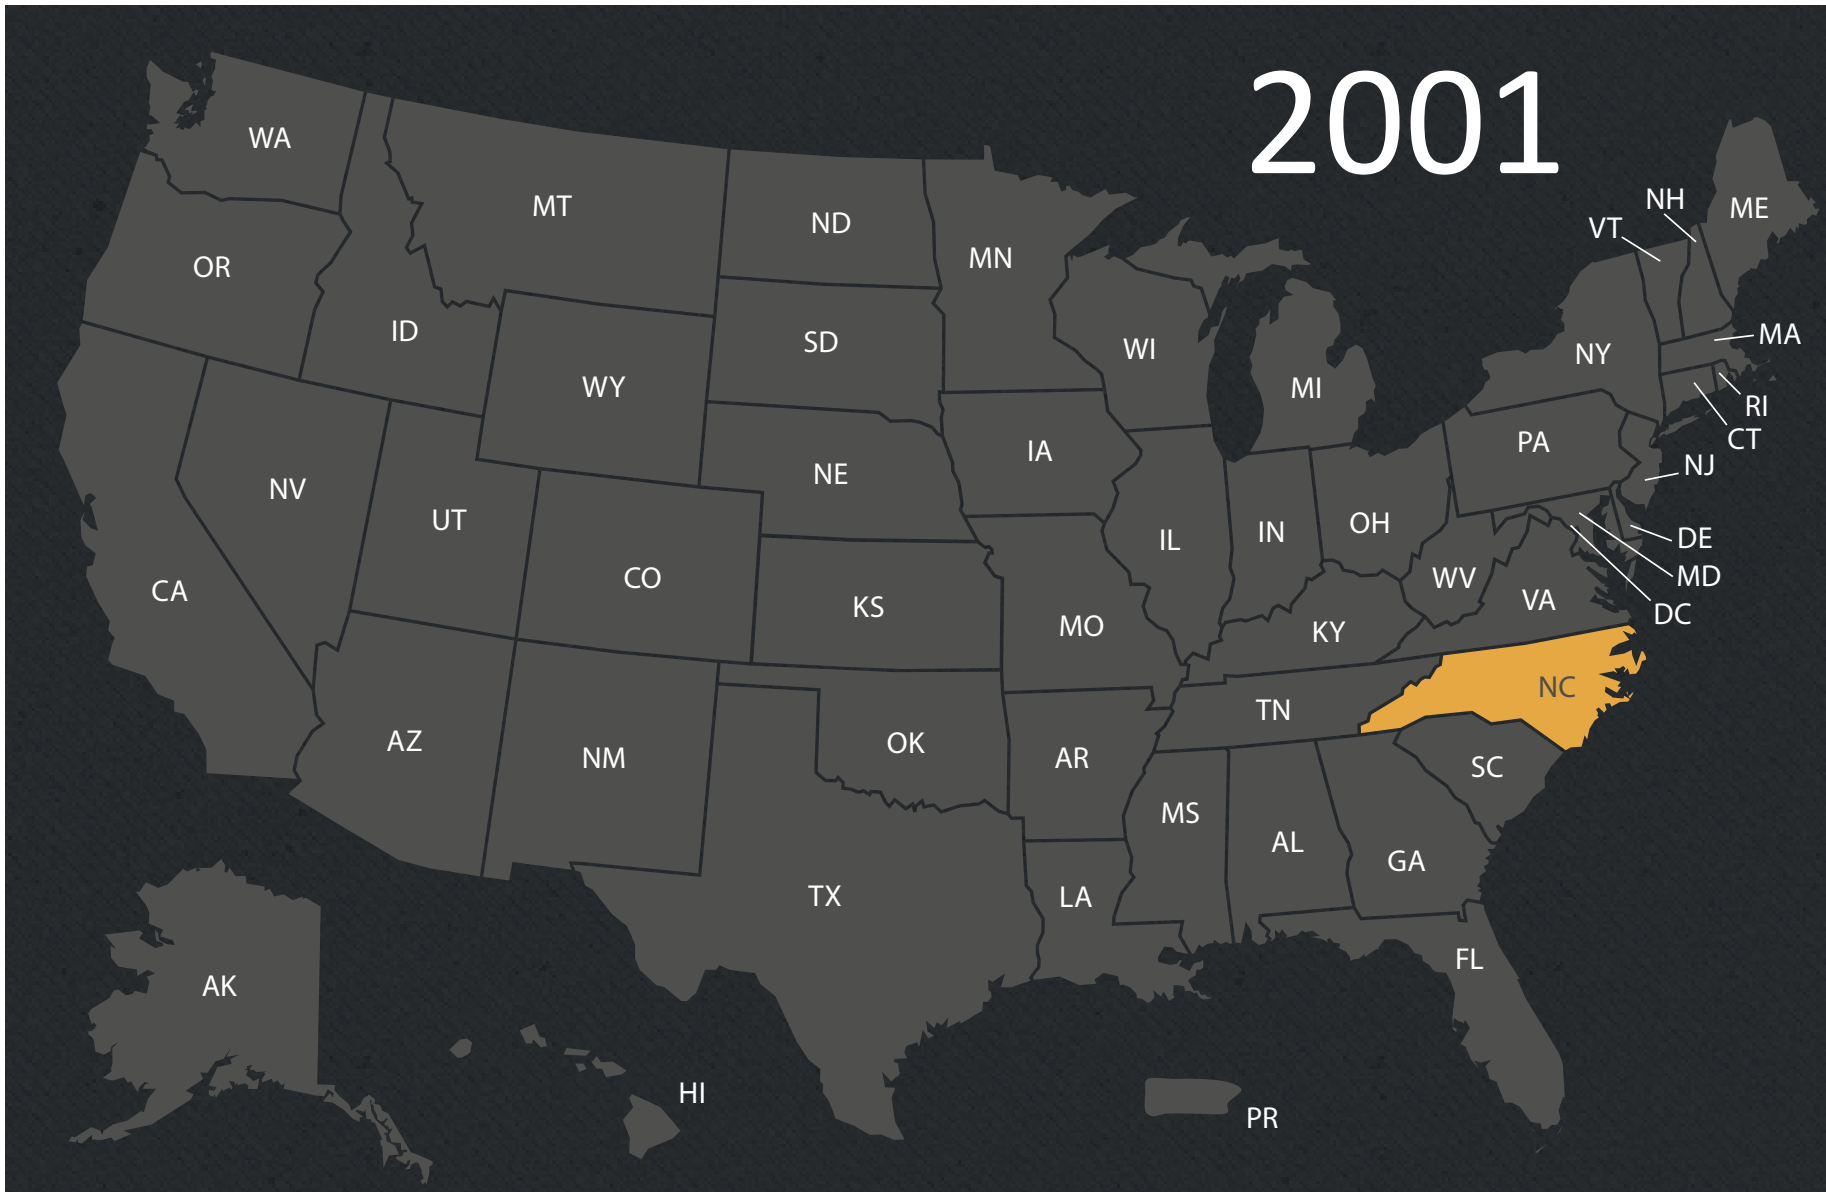 2001
WA
MT
ND
MN
OR
ID
WY
SD
WI
MI
NY
VT
NH
ME
MA
RI
CT
NJ
PA
NV
UT
CO
NE
IA
IL
IN
OH
DE
MD
DC
WV
VA
CA
KS
MO
KY
NC
AZ
NM
OK
AR
TN
SC
TX
LA
MS
AL
GA
FL
AK
HI
PR